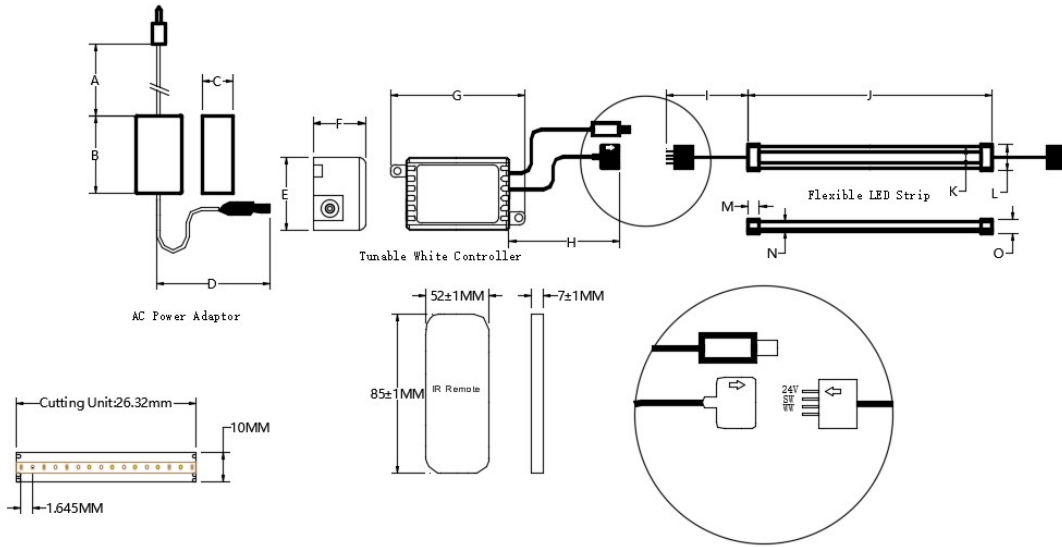 A
B
C
D
AC Power Adaptor
E
F
G
H
Tunable White Controller
I
J
K
L
Flexible LED Strip
M
N
O
52±1MM
7±1MM
85±1MM
IR Remote
24V
SW
WW
Cutting Unit:26.32mm
10MM
1.645MM